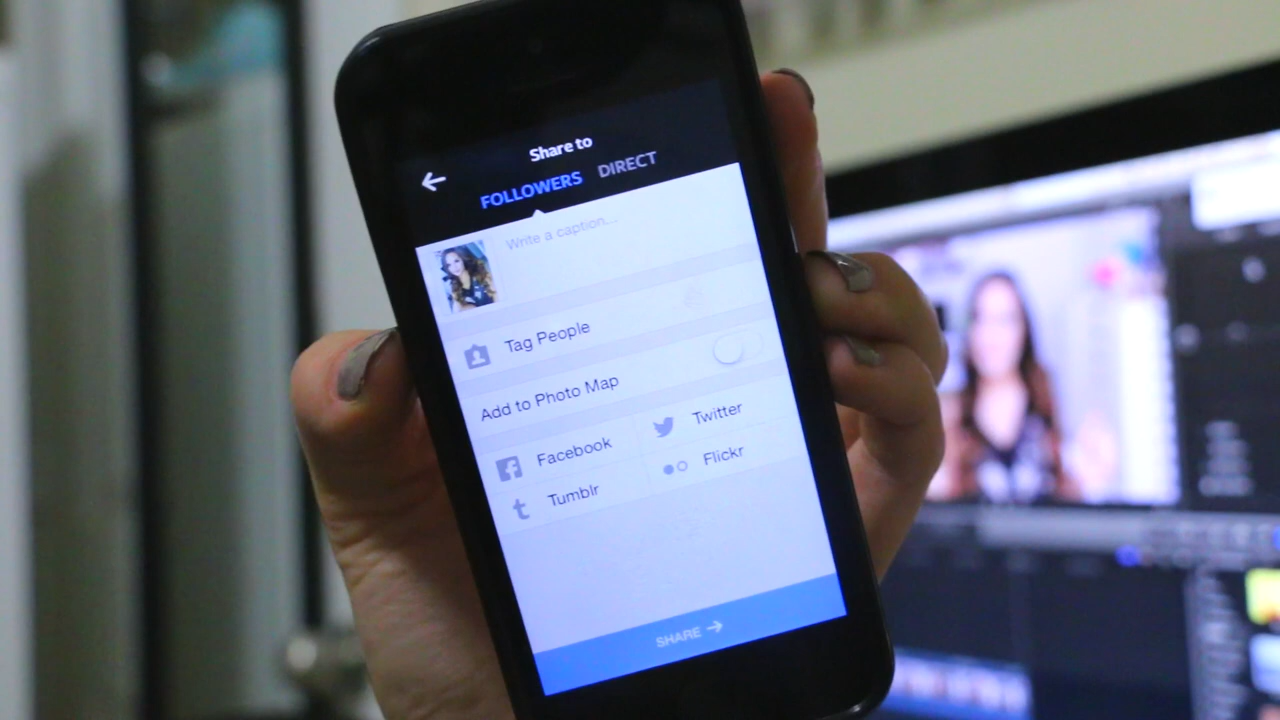 Share to
FOLLOWERS DIRECT
Write a caption...
Tag People
Add to Photo Map
Facebook Twitter
Tumblr Flickr
SHARE →